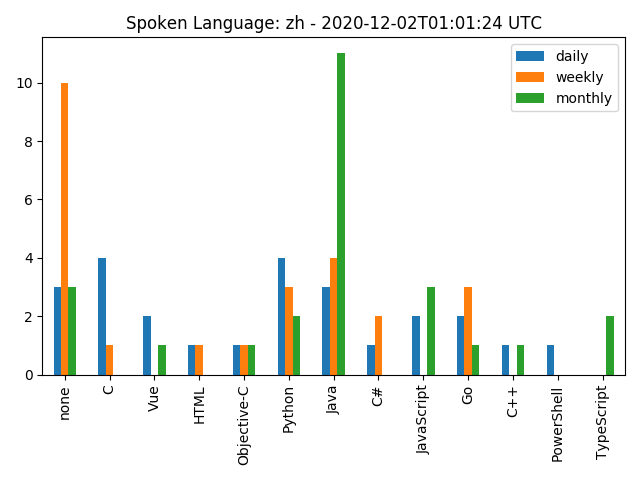 Spoken Language: zh - 2020-12-02T01:01:24 UTC
daily
weekly
monthly
10
8
6
4
2
0
none
C
Vue
HTML
Objective-C
Python
Java
C#
JavaScript
Go
C++
PowerShell
TypeScript